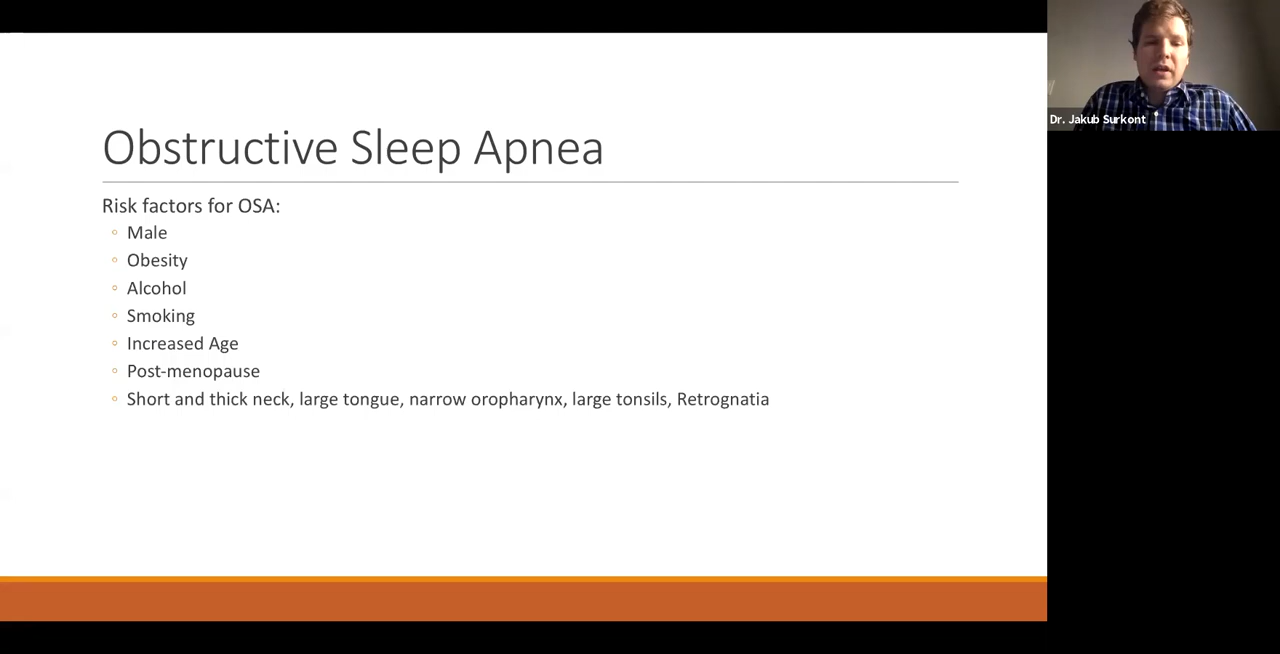 Obstructive Sleep Apnea
Risk factors for OSA:
◦ Male
◦ Obesity
◦ Alcohol
◦ Smoking
◦ Increased Age
◦ Post-menopause
◦ Short and thick neck, large tongue, narrow oropharynx, large tonsils, Retrognatia
Dr. Jakub Surkont